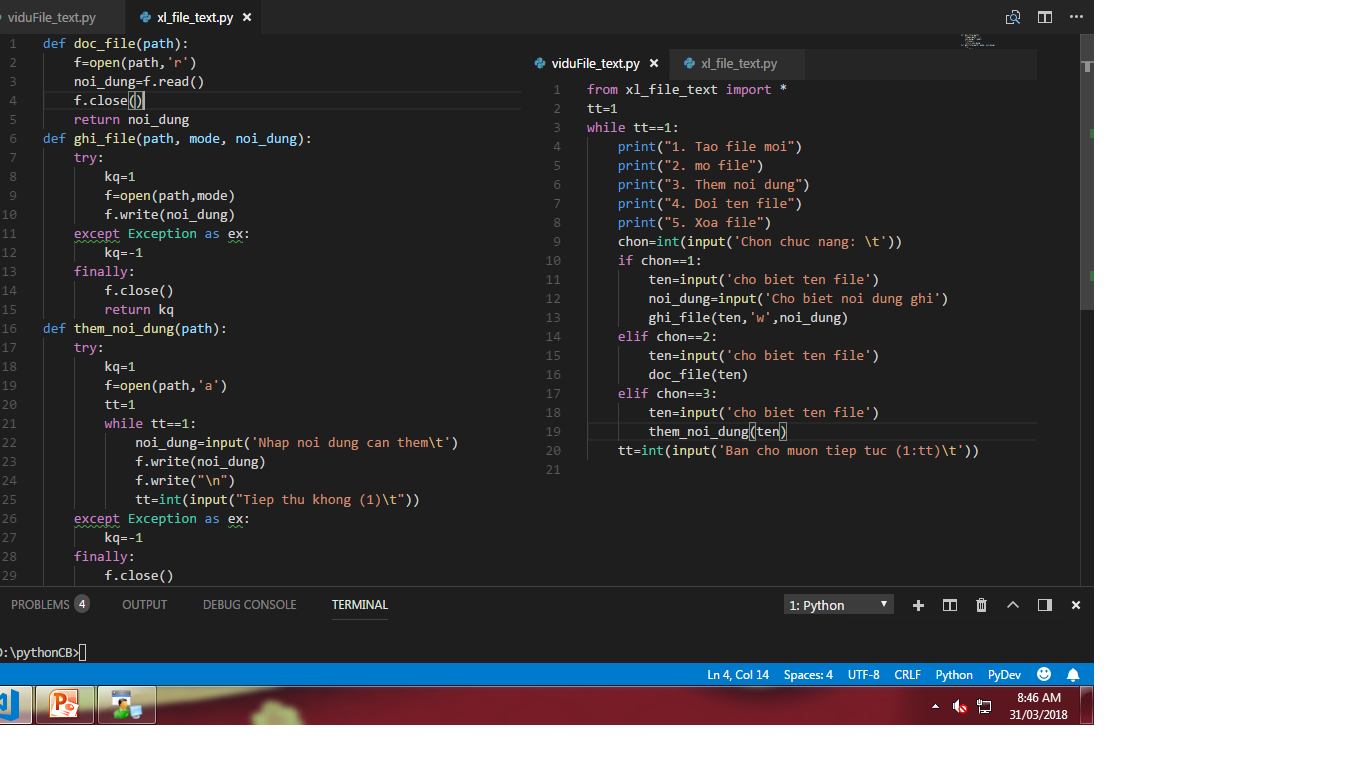 viduFile_text.py xl_file_text.py ×
1 def doc_file(path):
2 f=open(path,'r')
3 noi_dung=f.read()
4 f.close()
5 return noi_dung
6 def ghi_file(path, mode, noi_dung):
7 try:
8 kq=1
9 f=open(path,mode)
10 f.write(noi_dung)
11 except Exception as ex:
12 kq=-1
13 finally:
14 f.close()
15 return kq
16 def them_noi_dung(path):
17 try:
18 kq=1
19 f=open(path,'a')
20 tt=1
21 while tt==1:
22 noi_dung=input('Nhap noi dung can them\t')
23 f.write(noi_dung)
24 f.write("\n")
25 tt=int(input("Tiep thu khong (1)\t"))
26 except Exception as ex:
27 kq=-1
28 finally:
29 f.close()
viduFile_text.py × xl_file_text.py
1 from xl_file_text import *
2 tt=1
3 while tt==1:
4 print("1. Tao file moi")
5 print("2. mo file")
6 print("3. Them noi dung")
7 print("4. Doi ten file")
8 print("5. Xoa file")
9 chon=int(input('Chon chuc nang: \t'))
10 if chon==1:
11 ten=input('cho biet ten file')
12 noi_dung=input('Cho biet noi dung ghi')
13 ghi_file(ten,'w',noi_dung)
14 elif chon==2:
15 ten=input('cho biet ten file')
16 doc_file(ten)
17 elif chon==3:
18 ten=input('cho biet ten file')
19 them_noi_dung(ten)
20 tt=int(input('Ban cho muon tiep tuc (1:tt)\t'))
21
PROBLEMS 4 OUTPUT DEBUG CONSOLE TERMINAL 1: Python
D:\pythonCB>
Ln 4, Col 14 Spaces: 4 UTF-8 CRLF Python PyDev
8:46 AM
31/03/2018